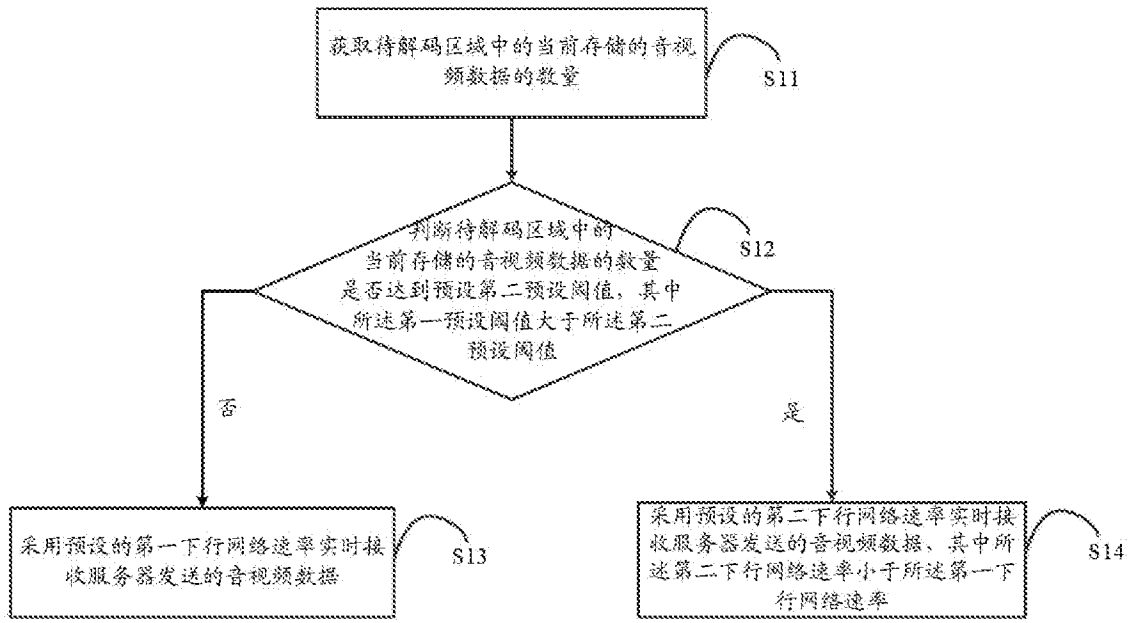 获取待解码区域中的当前存储的音视
频数据的数量
S11
判断待解码区域中的
当前存储的音视频数据的数量
是否达到预设第二预设阈值，其中
所述第一预设阈值大于所述第二
预设阈值
S12
否
是
采用预设的第一下行网络速率实时接
收服务器发送的音视频数据
S13
采用预设的第二下行网络速率实时接
收服务器发送的音视频数据，其中所
述第二下行网络速率小于所述第一下
行网络速率
S14